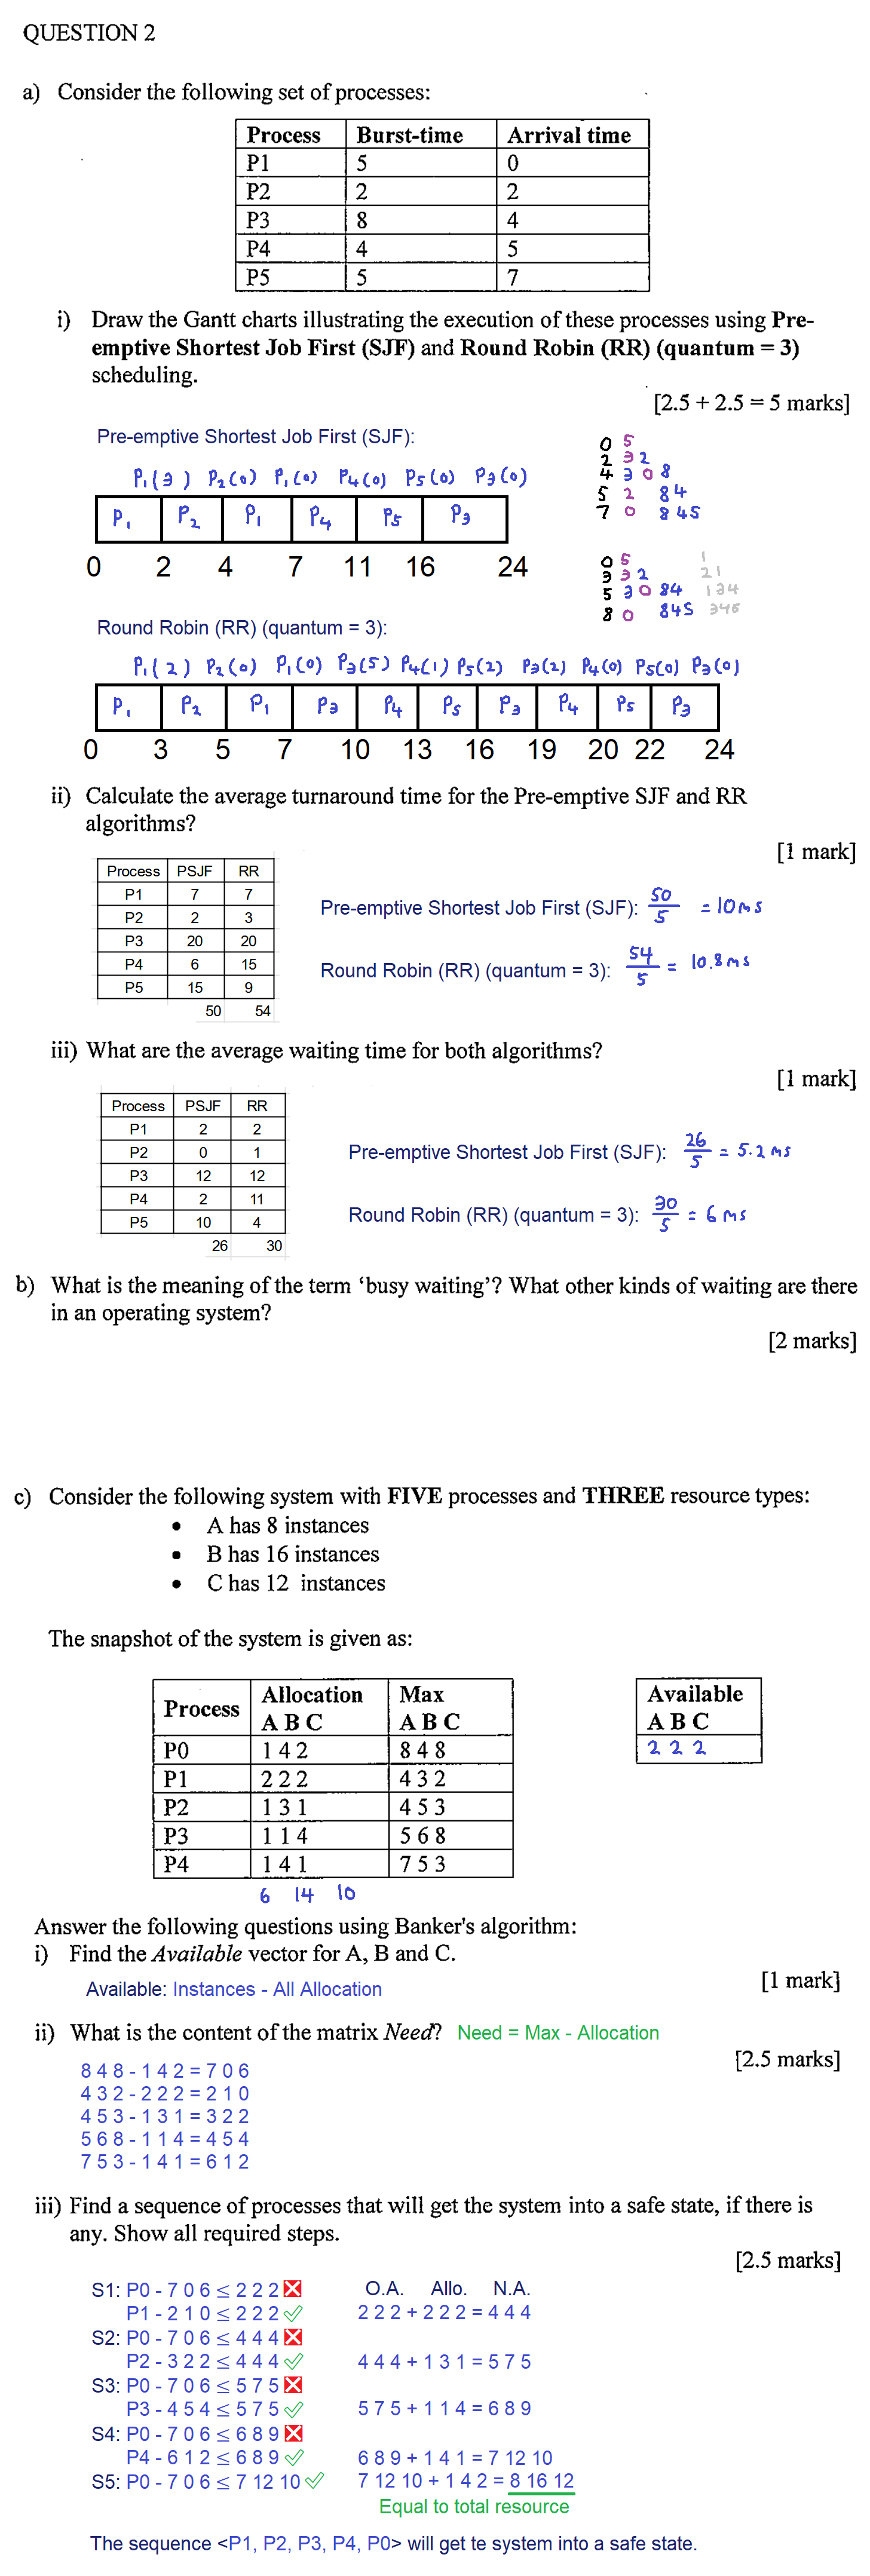 QUESTION 2
a) Consider the following set of processes:
Process Burst-time Arrival time
P1 5 0
P2 2 2
P3 8 4
P4 4 5
P5 5 7
i) Draw the Gantt charts illustrating the execution of these processes using Pre-
emptive Shortest Job First (SJF) and Round Robin (RR) (quantum = 3)
scheduling.
[2.5 + 2.5 = 5 marks]
Pre-emptive Shortest Job First (SJF):
P1(3) P2(0) P1(0) P4(0) P5(0) P3(0)
P1 P2 P1 P4 P5 P3
0 2 4 7 11 16 24
0 5
2 3 2
4 3 0 8
5 2 8 4
7 0 8 4 5
0 5 1
3 3 2 2 1
5 3 0 8 4 1 3 4
8 0 8 4 5 3 4 5
Round Robin (RR) (quantum = 3):
P1(2) P2(0) P1(0) P3(5) P4(1) P5(2) P3(2) P4(0) P5(0) P3(0)
P1 P2 P1 P3 P4 P5 P3 P4 P5 P3
0 3 5 7 10 13 16 19 20 22 24
ii) Calculate the average turnaround time for the Pre-emptive SJF and RR
algorithms?
[1 mark]
Process PSJF RR
P1 7 7
P2 2 3
P3 20 20
P4 6 15
P5 15 9
50 54
Pre-emptive Shortest Job First (SJF): 50/5 = 10ms
Round Robin (RR) (quantum = 3): 54/5 = 10.8ms
iii) What are the average waiting time for both algorithms?
[1 mark]
Process PSJF RR
P1 2 2
P2 0 1
P3 12 12
P4 2 11
P5 10 4
26 30
Pre-emptive Shortest Job First (SJF): 26/5 = 5.2ms
Round Robin (RR) (quantum = 3): 30/5 = 6ms
b) What is the meaning of the term ‘busy waiting’? What other kinds of waiting are there
in an operating system?
[2 marks]
c) Consider the following system with FIVE processes and THREE resource types:
• A has 8 instances
• B has 16 instances
• C has 12 instances
The snapshot of the system is given as:
Process Allocation Max
A B C A B C
P0 1 4 2 8 4 8
P1 2 2 2 4 3 2
P2 1 3 1 4 5 3
P3 1 1 4 5 6 8
P4 1 4 1 7 5 3
6 14 10
Available
A B C
2 2 2
Answer the following questions using Banker's algorithm:
i) Find the Available vector for A, B and C.
[1 mark]
Available: Instances - All Allocation
ii) What is the content of the matrix Need? Need = Max - Allocation
[2.5 marks]
8 4 8 - 1 4 2 = 7 0 6
4 3 2 - 2 2 2 = 2 1 0
4 5 3 - 1 3 1 = 3 2 2
5 6 8 - 1 1 4 = 4 5 4
7 5 3 - 1 4 1 = 6 1 2
iii) Find a sequence of processes that will get the system into a safe state, if there is
any. Show all required steps.
[2.5 marks]
S1: P0 - 7 0 6 ≤ 2 2 2 ❌ O.A. Allo. N.A.
P1 - 2 1 0 ≤ 2 2 2 ✓ 2 2 2 + 2 2 2 = 4 4 4
S2: P0 - 7 0 6 ≤ 4 4 4 ❌
P2 - 3 2 2 ≤ 4 4 4 ✓ 4 4 4 + 1 3 1 = 5 7 5
S3: P0 - 7 0 6 ≤ 5 7 5 ❌
P3 - 4 5 4 ≤ 5 7 5 ✓ 5 7 5 + 1 1 4 = 6 8 9
S4: P0 - 7 0 6 ≤ 6 8 9 ❌
P4 - 6 1 2 ≤ 6 8 9 ✓ 6 8 9 + 1 4 1 = 7 12 10
S5: P0 - 7 0 6 ≤ 7 12 10 ✓ 7 12 10 + 1 4 2 = 8 16 12
Equal to total resource
The sequence <P1, P2, P3, P4, P0> will get te system into a safe state.